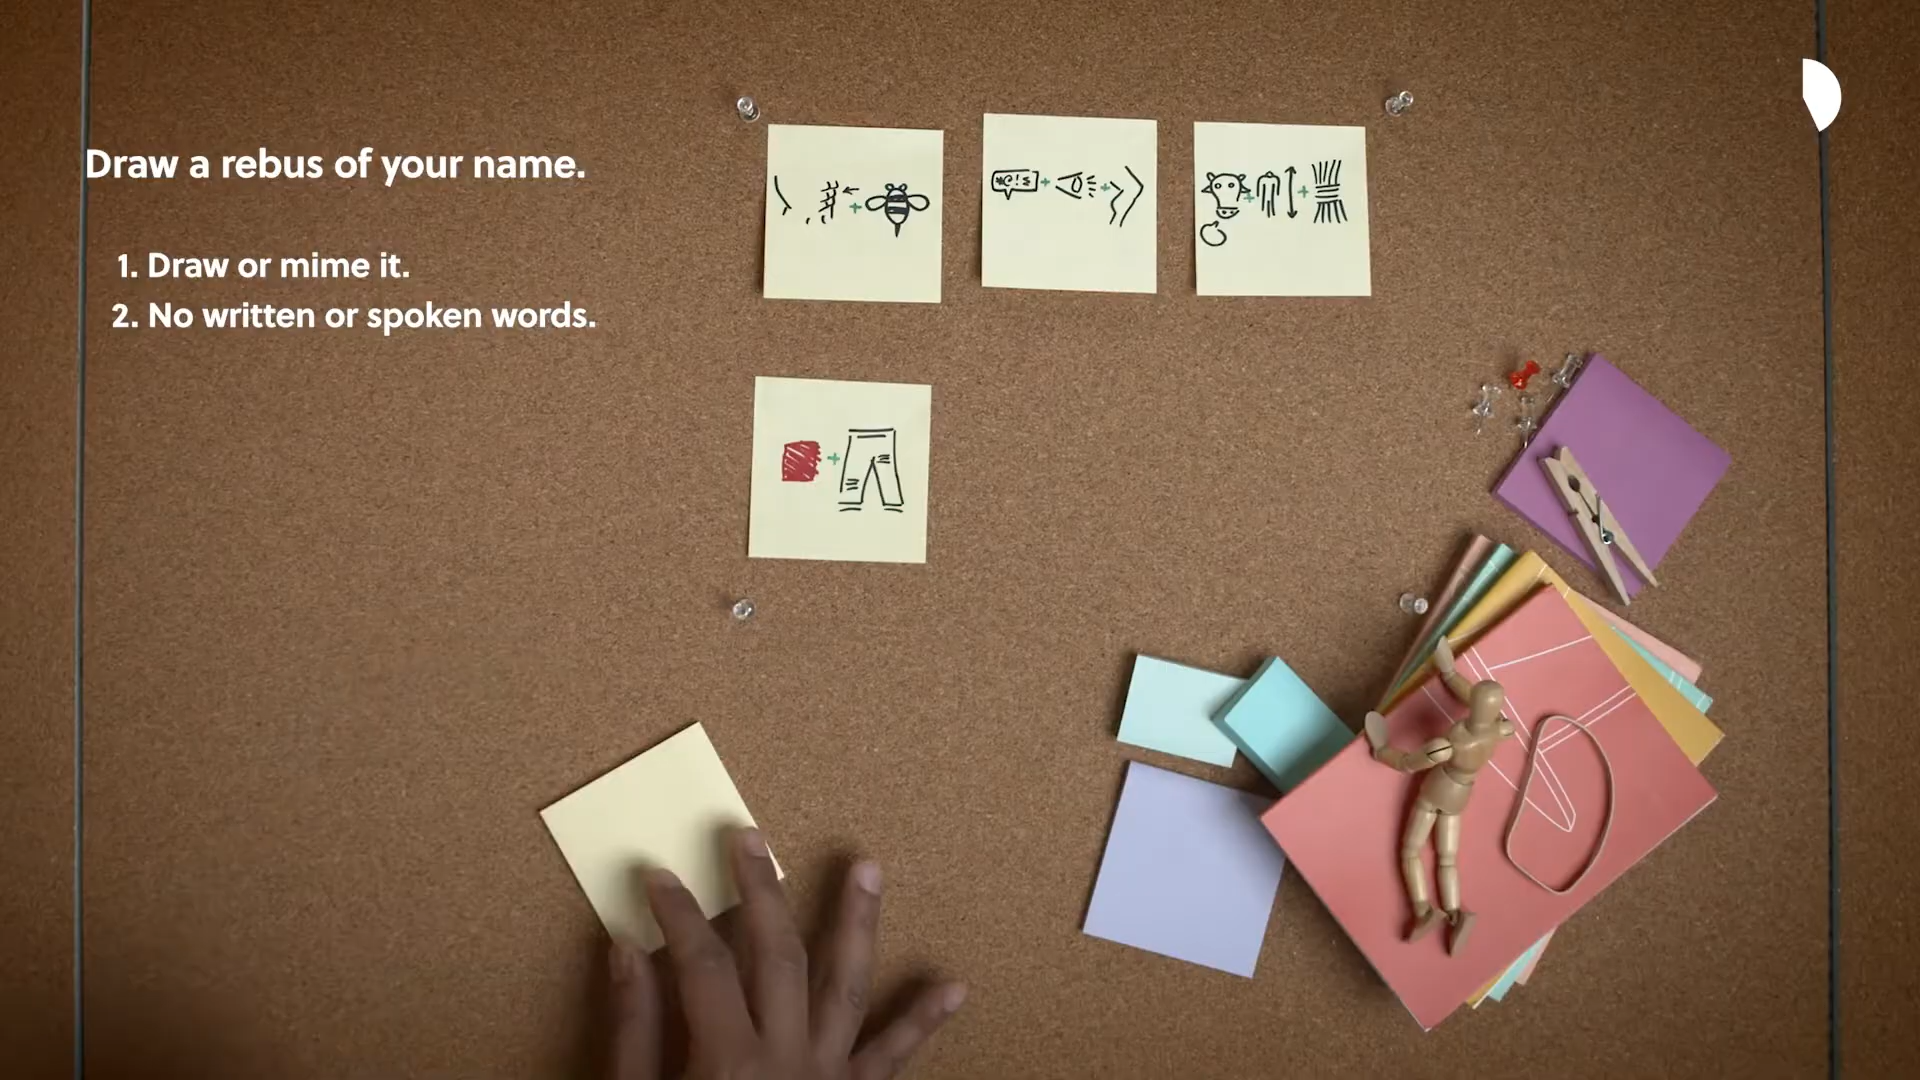 Draw a rebus of your name.
1. Draw or mime it.
2. No written or spoken words.